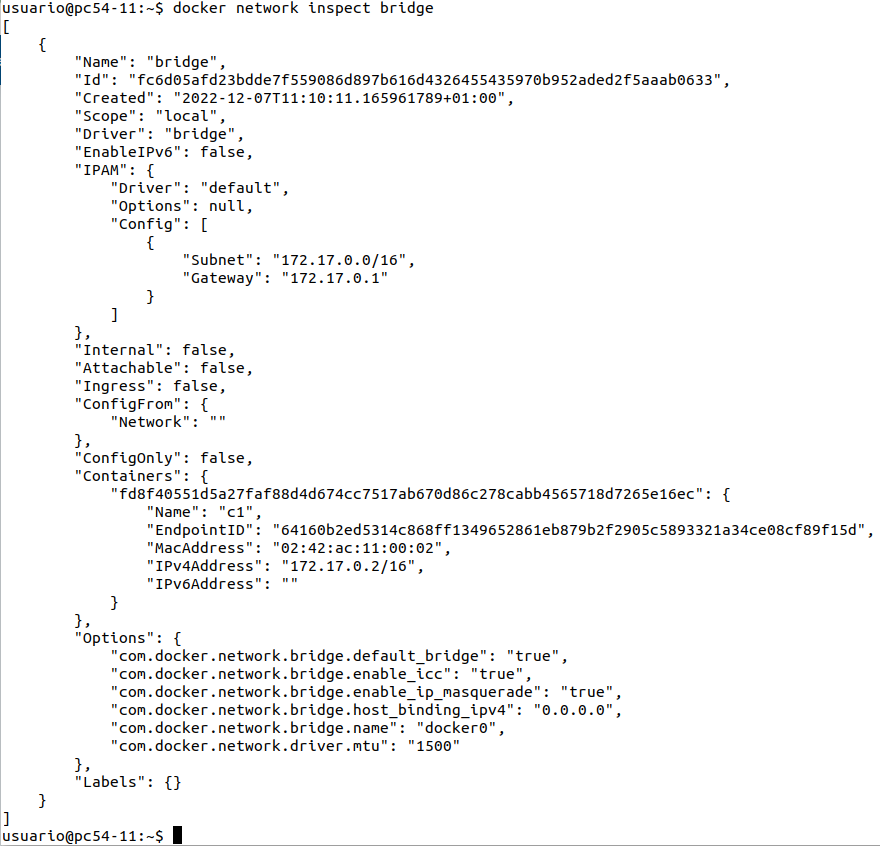 usuario@pc54-11:~$ docker network inspect bridge
[
    {
        "Name": "bridge",
        "Id": "fc6d05afd23bdde7f559086d897b616d4326455435970b952aded2f5aaab0633",
        "Created": "2022-12-07T11:10:11.165961789+01:00",
        "Scope": "local",
        "Driver": "bridge",
        "EnableIPv6": false,
        "IPAM": {
            "Driver": "default",
            "Options": null,
            "Config": [
                {
                    "Subnet": "172.17.0.0/16",
                    "Gateway": "172.17.0.1"
                }
            ]
        },
        "Internal": false,
        "Attachable": false,
        "Ingress": false,
        "ConfigFrom": {
            "Network": ""
        },
        "ConfigOnly": false,
        "Containers": {
            "fd8f40551d5a27faf88d4d674cc7517ab670d86c278cabb4565718d7265e16ec": {
                "Name": "c1",
                "EndpointID": "64160b2ed5314c868ff1349652861eb879b2f2905c5893321a34ce08cf89f15d",
                "MacAddress": "02:42:ac:11:00:02",
                "IPv4Address": "172.17.0.2/16",
                "IPv6Address": ""
            }
        },
        "Options": {
            "com.docker.network.bridge.default_bridge": "true",
            "com.docker.network.bridge.enable_icc": "true",
            "com.docker.network.bridge.enable_ip_masquerade": "true",
            "com.docker.network.bridge.host_binding_ipv4": "0.0.0.0",
            "com.docker.network.bridge.name": "docker0",
            "com.docker.network.driver.mtu": "1500"
        },
        "Labels": {}
    }
]
usuario@pc54-11:~$